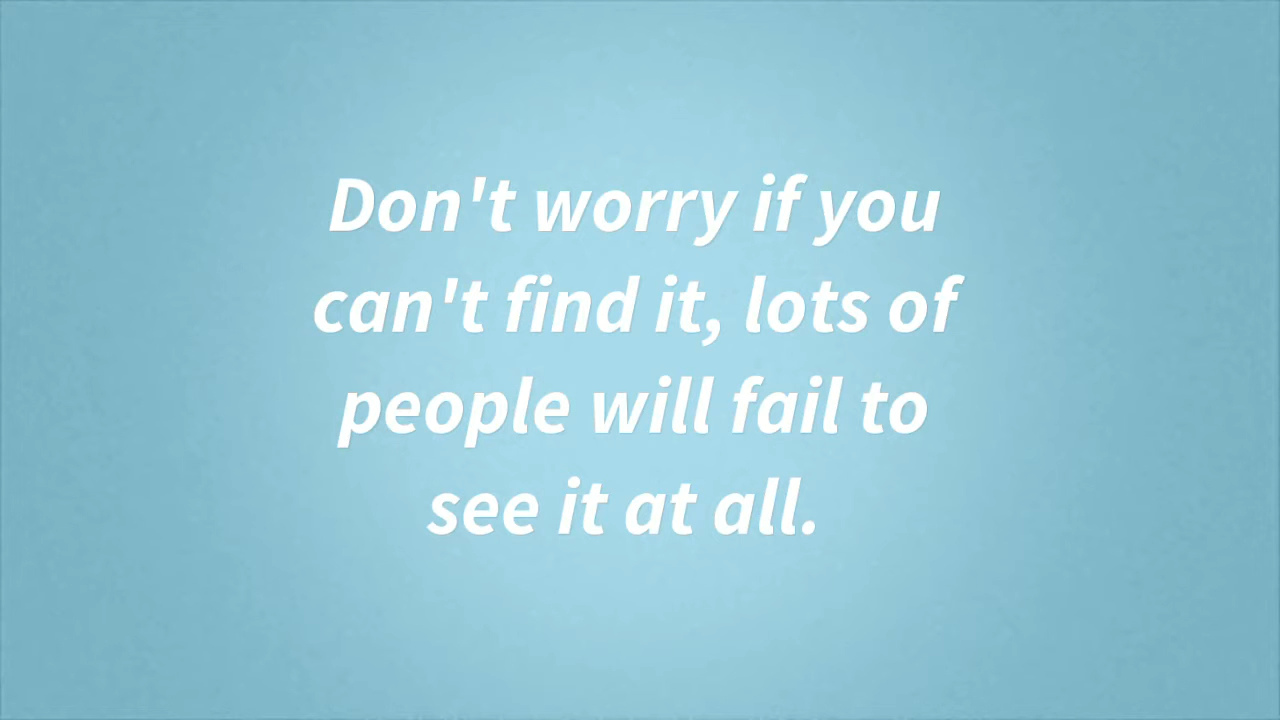 Don't worry if you
can't find it, lots of
people will fail to
see it at all.